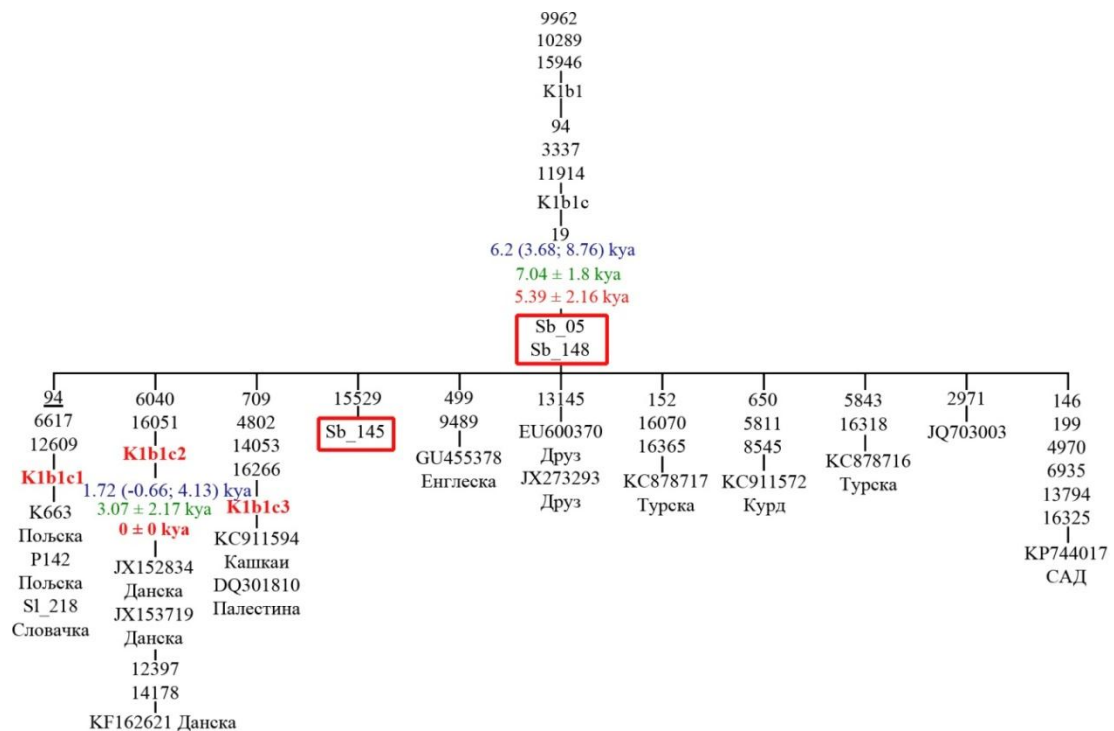 9962
10289
15946
K1b1
94
3337
11914
K1b1c
19
6.2 (3.68; 8.76) kya
7.04 ± 1.8 kya
5.39 ± 2.16 kya
Sb_05
Sb_148
94
6617
12609
K1b1c1
K663
Пољска
P142
Пољска
Sl_218
Словачка
6040
16051
K1b1c2
1.72 (-0.66; 4.13) kya
3.07 ± 2.17 kya
0 ± 0 kya
JX152834
Данска
JX153719
Данска
12397
14178
KF162621 Данска
709
4802
14053
16266
K1b1c3
KC911594
Кашкаи
DQ301810
Палестина
15529
Sb_145
499
9489
GU455378
Енглеска
13145
EU600370
Друз
JX273293
Друз
152
16070
16365
KC878717
Турска
650
5811
8545
KC911572
Курд
5843
16318
KC878716
Турска
2971
JQ703003
146
199
4970
6935
13794
16325
KP744017
САД